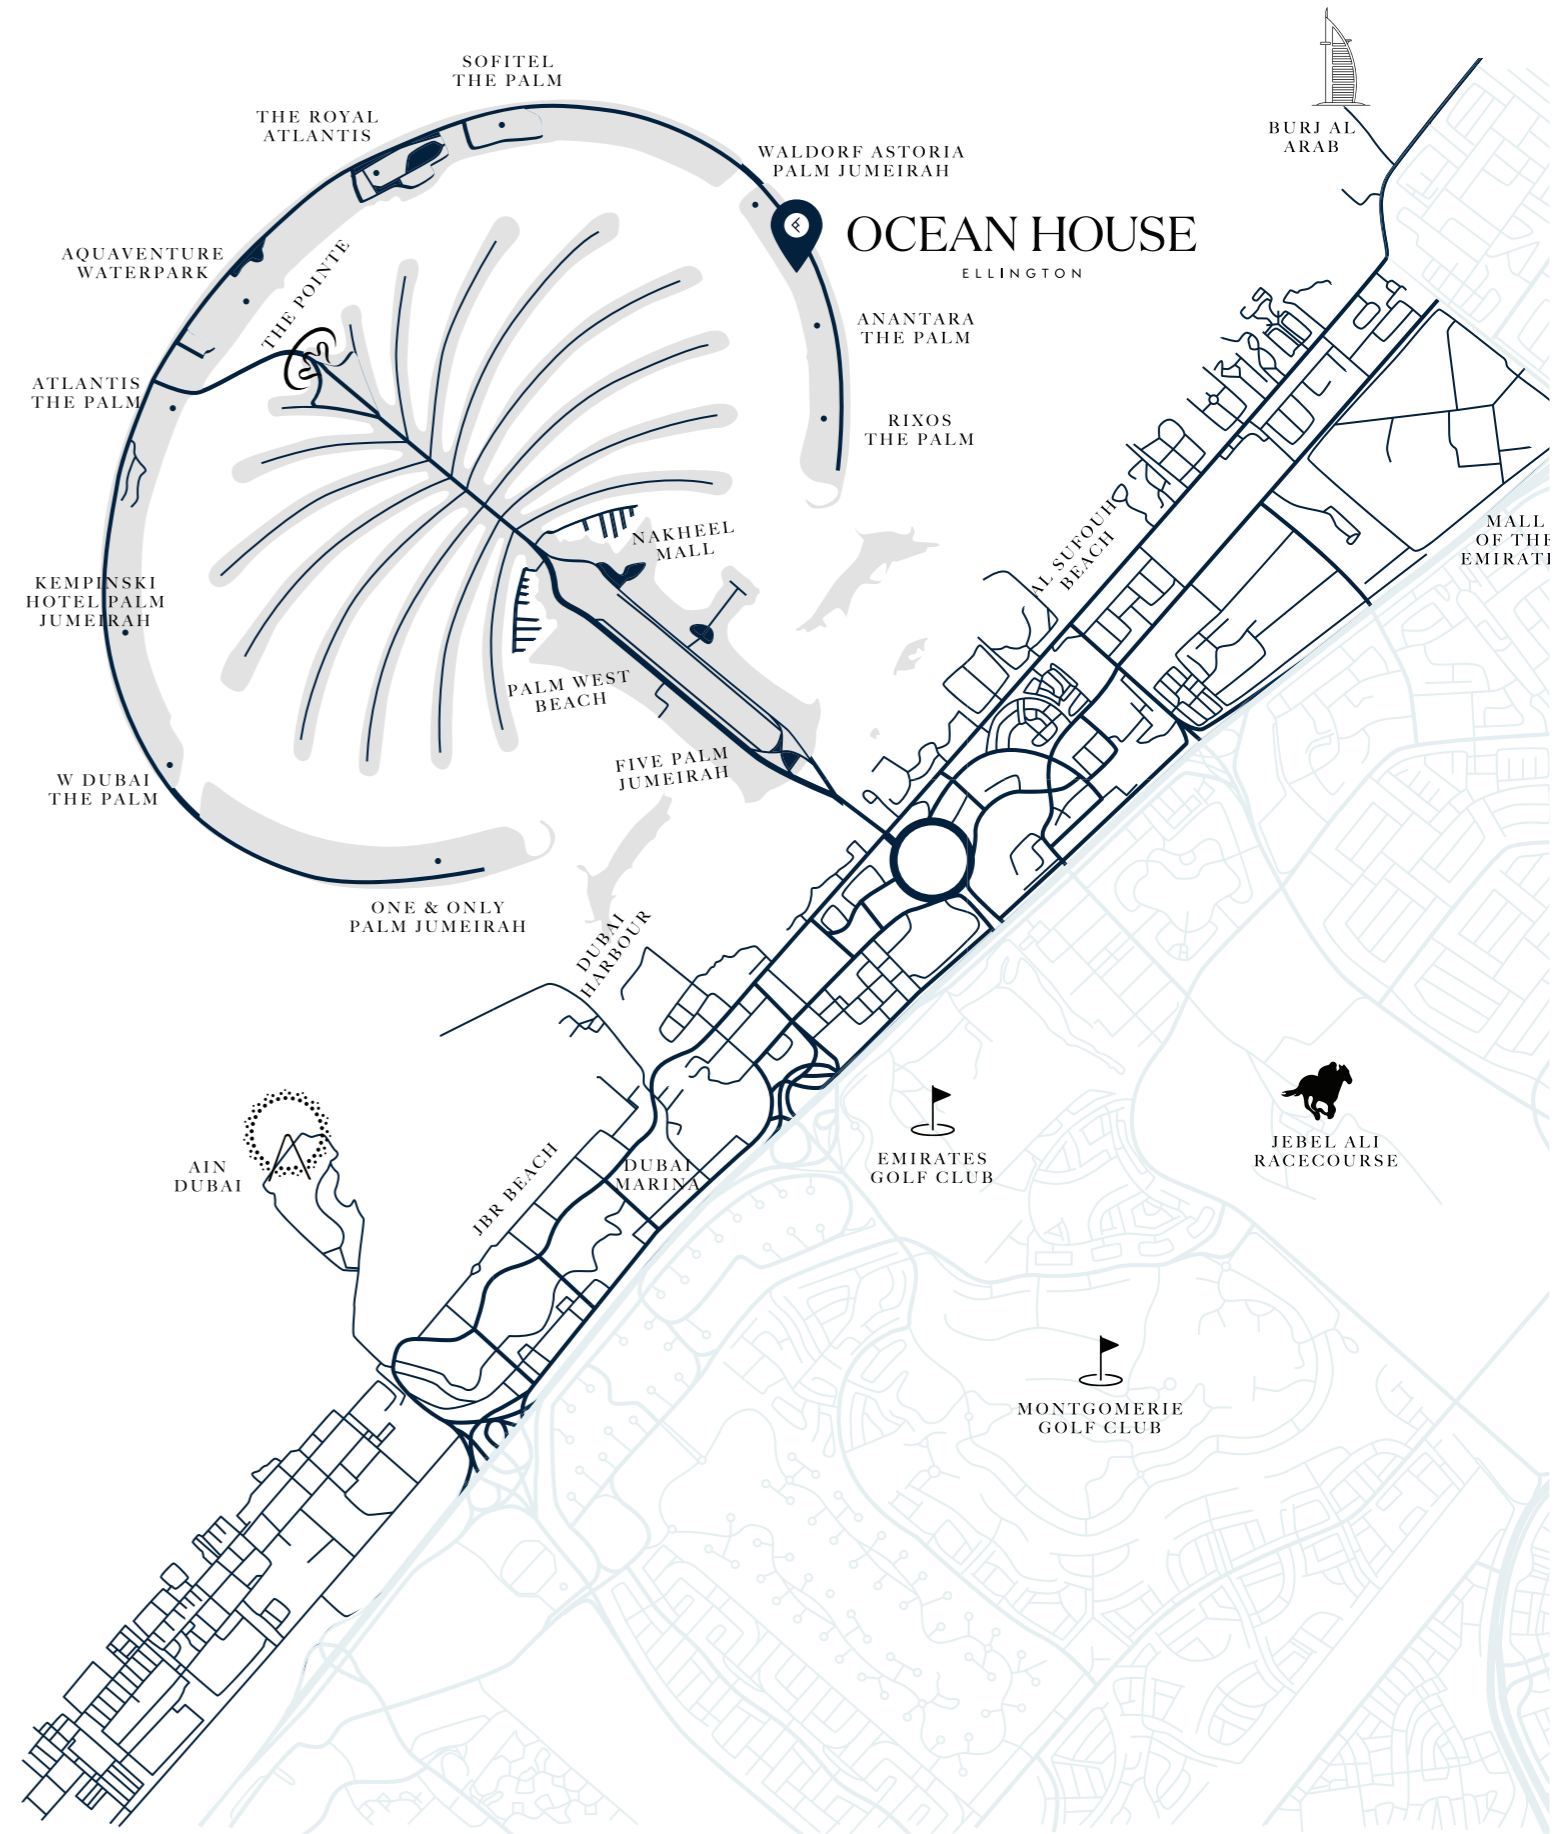 SOFITEL
THE PALM
THE ROYAL
ATLANTIS
BURJ AL
ARAB
WALDORF ASTORIA
PALM JUMEIRAH
OCEAN HOUSE
ELLINGTON
AQUAVENTURE
WATERPARK
THE POINTE
ANANTARA
THE PALM
ATLANTIS
THE PALM
RIXOS
THE PALM
NAKHEEL
MALL
AL SUFOUH
BEACH
MALL
OF THE
EMIRATE
KEMPINSKI
HOTEL PALM
JUMEIRAH
PALM WEST
BEACH
FIVE PALM
JUMEIRAH
W DUBAI
THE PALM
ONE & ONLY
PALM JUMEIRAH
DUBAI
HARBOUR
AIN
DUBAI
JBR BEACH
DUBAI
MARINA
EMIRATES
GOLF CLUB
JEBEL ALI
RACECOURSE
MONTGOMERIE
GOLF CLUB